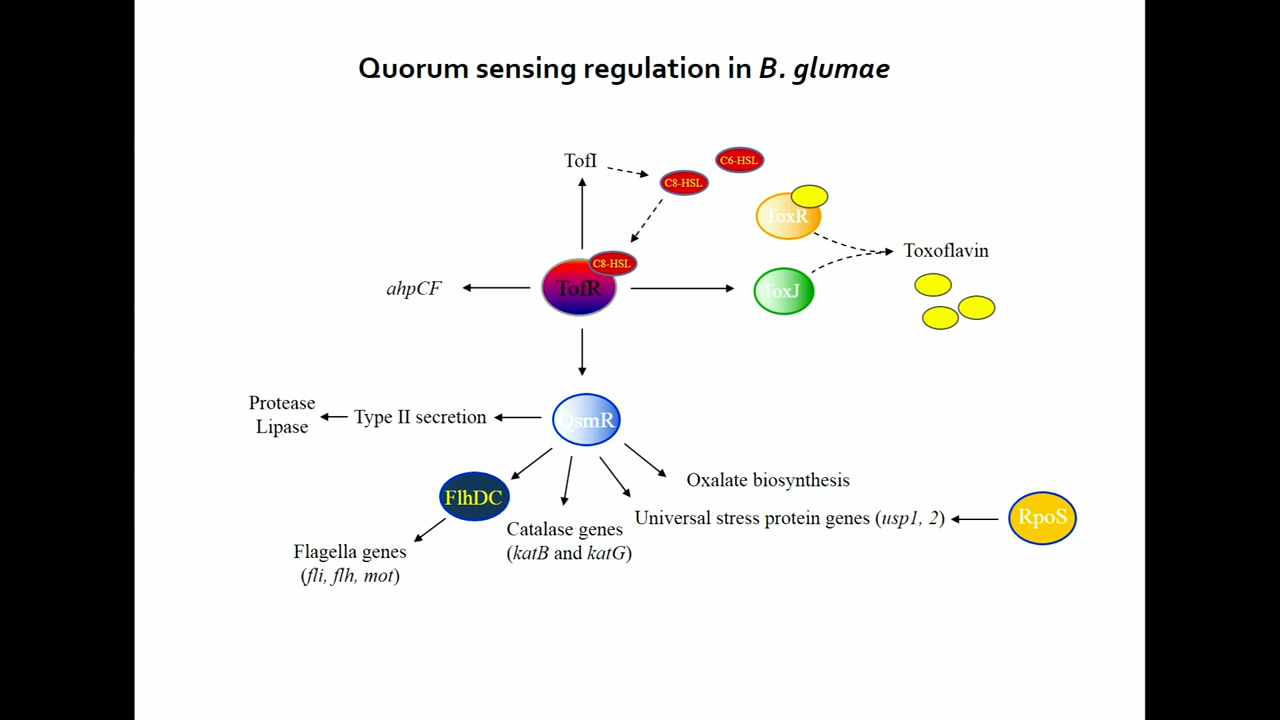 Quorum sensing regulation in B. glumae
TofI
C6-HSL
C8-HSL
ToxR
C8-HSL
Toxoflavin
ahpCF
TofR
ToxJ
Protease
Lipase
Type II secretion
QsmR
Oxalate biosynthesis
FlhDC
Universal stress protein genes (usp1, 2)
RpoS
Catalase genes
(katB and katG)
Flagella genes
(fli, flh, mot)